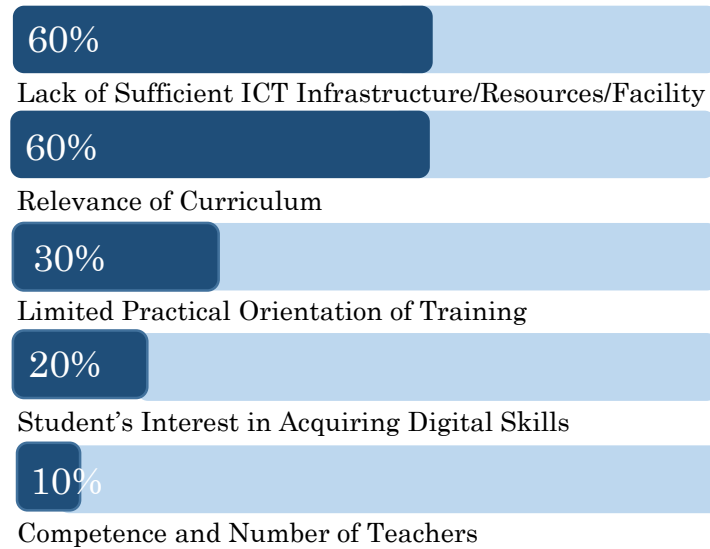 60%
Lack of Sufficient ICT Infrastructure/Resources/Facility
60%
Relevance of Curriculum
30%
Limited Practical Orientation of Training
20%
Student’s Interest in Acquiring Digital Skills
10%
Competence and Number of Teachers